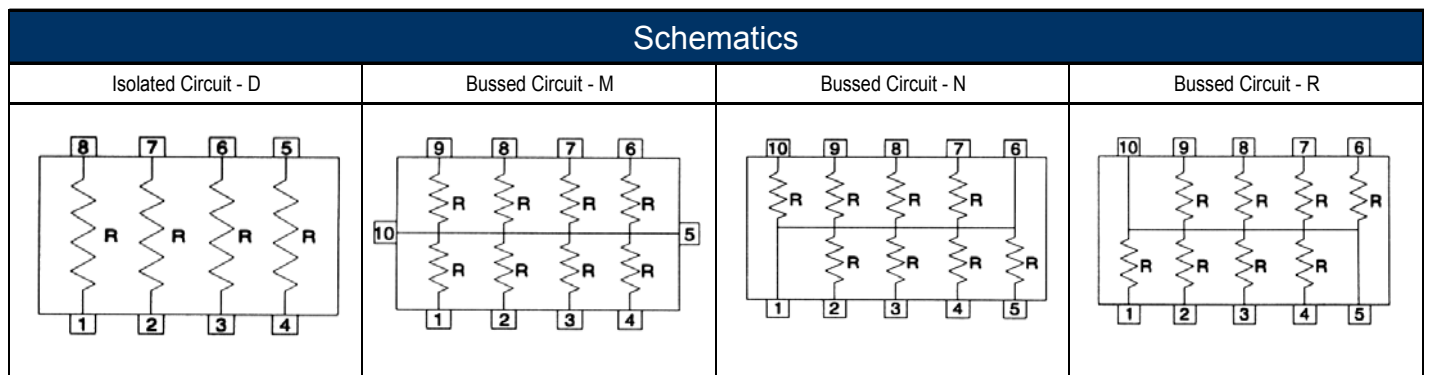 Schematics
Isolated Circuit - D
Bussed Circuit - M
Bussed Circuit - N
Bussed Circuit - R
8 7 6 5
R R R R
1 2 3 4
9 8 7 6
R R R R
10 5
R R R R
1 2 3 4
10 9 8 7 6
R R R R
R R R R
1 2 3 4 5
10 9 8 7 6
R R R R
R R R R
1 2 3 4 5